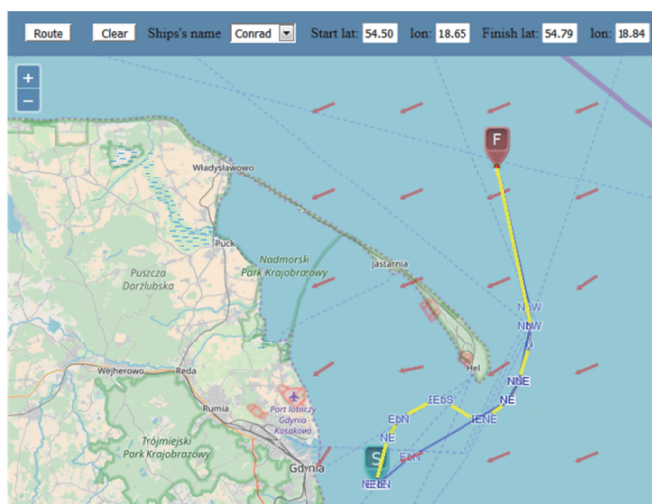 Route Clear Ships's name Conrad Start lat: 54.50 lon: 18.65 Finish lat: 54.79 lon: 18.84
+
−
F
Władysławowo
Puck
Nadmorski
Park Krajobrazowy
Jastarnia
Puszcza
Darżlubska
NbW
N
Wejherowo
Reda
Hel
NNE
NE
Rumia
Port lotniczy
Gdynia
Kosakowo
EbS
EbN
ENE
NE
Trójmiejski
Park Krajobrazowy
EbN
S
Gdynia